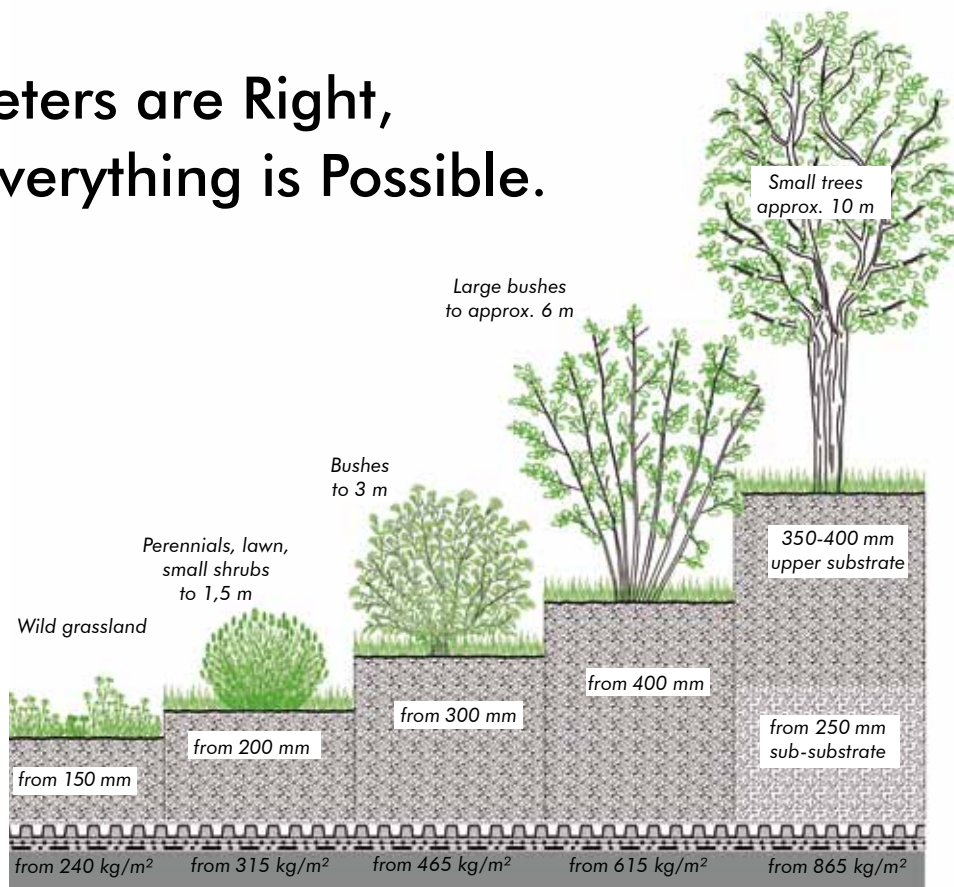 eters are Right,
verything is Possible.
Small trees
approx. 10 m
Large bushes
to approx. 6 m
Bushes
to 3 m
Perennials, lawn,
small shrubs
to 1,5 m
Wild grassland
350-400 mm
upper substrate
from 400 mm
from 300 mm
from 200 mm
from 150 mm
from 250 mm
sub-substrate
from 240 kg/m²
from 315 kg/m²
from 465 kg/m²
from 615 kg/m²
from 865 kg/m²